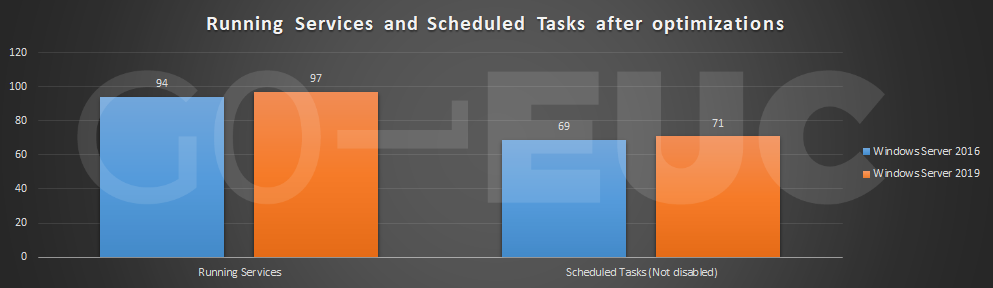 Running Services and Scheduled Tasks after optimizations
120
100
80
60
40
20
0
94
97
69
71
Running Services
Scheduled Tasks (Not disabled)
Windows Server 2016
Windows Server 2019
GO-EUC